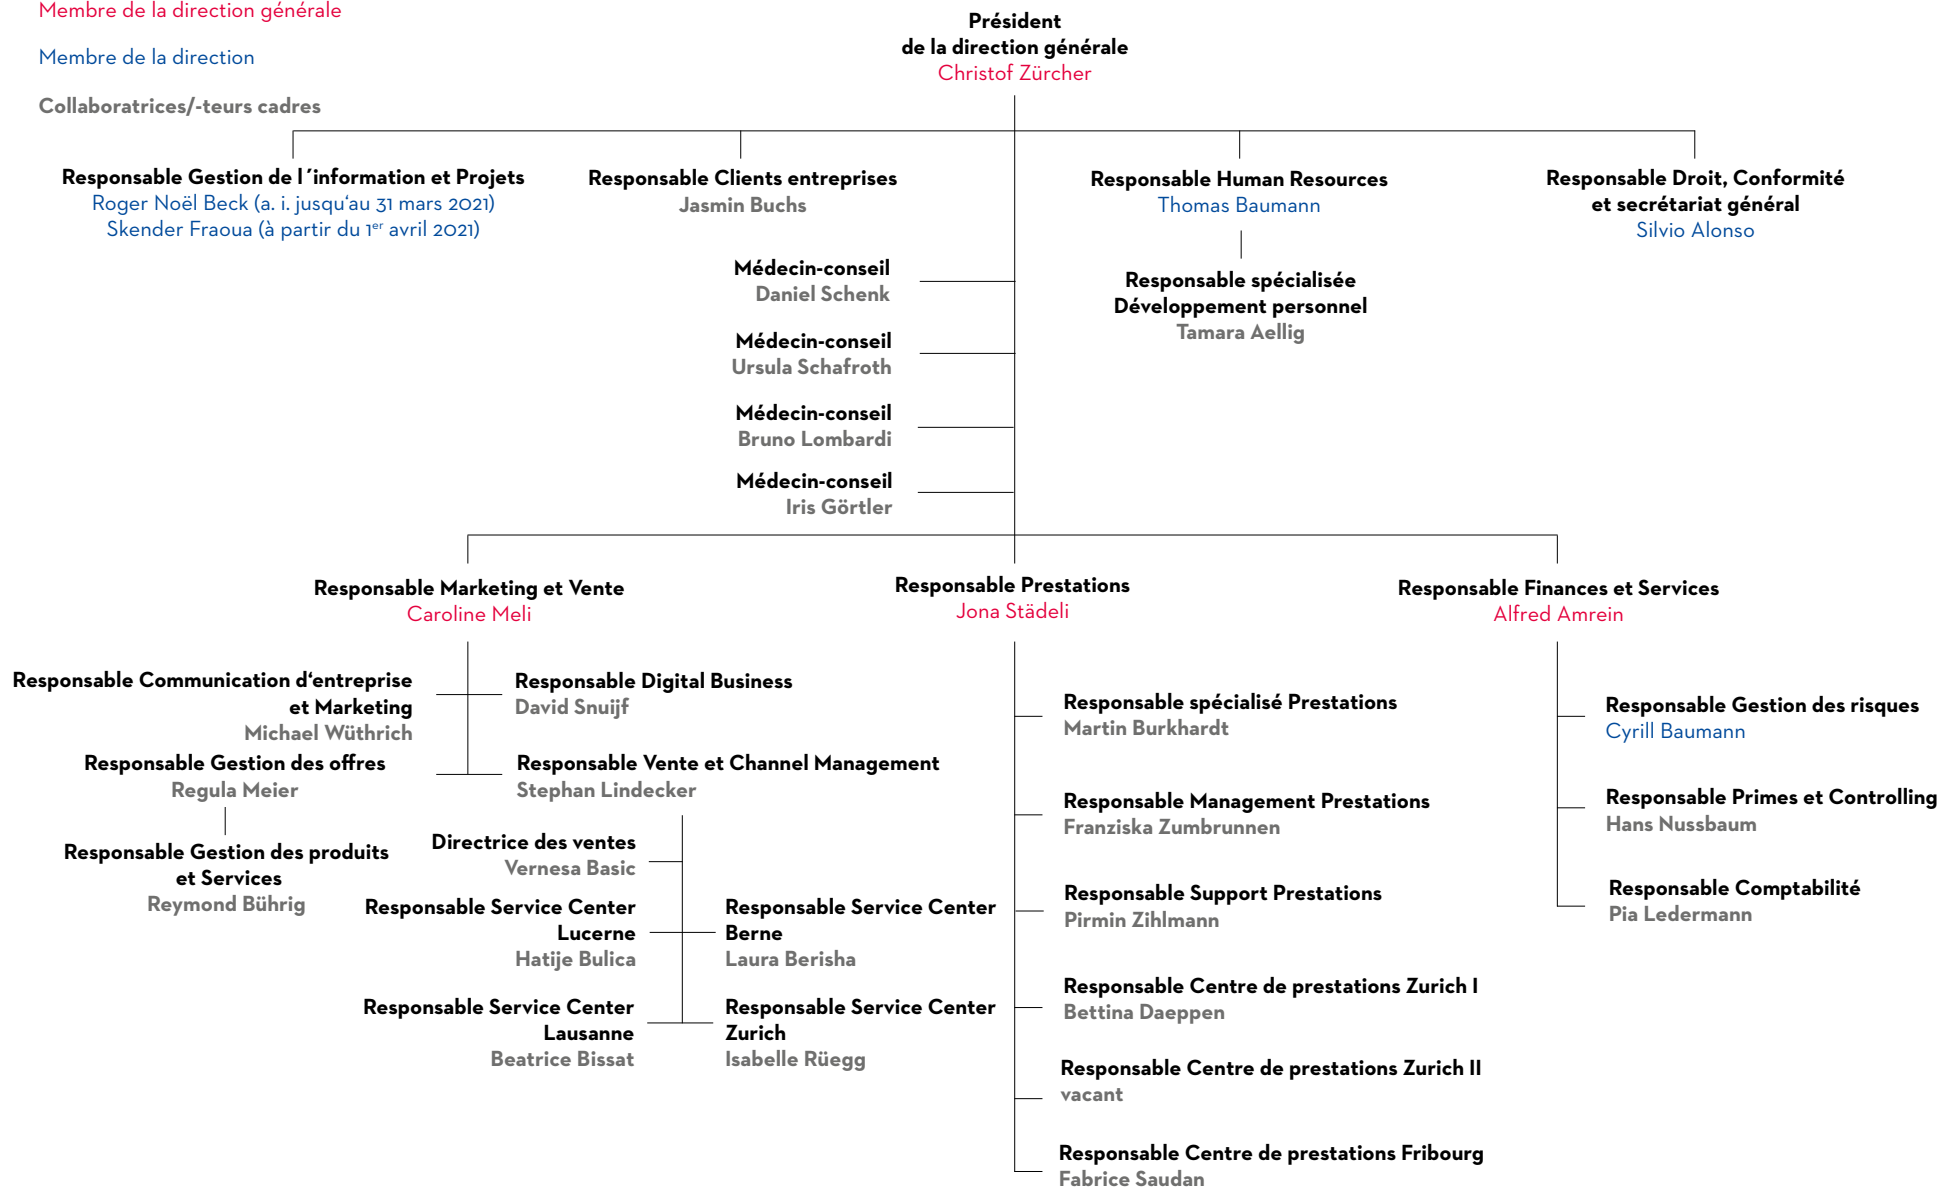 Membre de la direction générale
Membre de la direction
Collaboratrices/-teurs cadres
Président
de la direction générale
Christof Zürcher
Responsable Gestion de l´information et Projets
Roger Noël Beck (a. i. jusqu‘au 31 mars 2021)
Skender Fraoua (à partir du 1er avril 2021)
Responsable Clients entreprises
Jasmin Buchs
Responsable Human Resources
Thomas Baumann
Responsable spécialisée
Développement personnel
Tamara Aellig
Responsable Droit, Conformité
et secrétariat général
Silvio Alonso
Médecin-conseil
Daniel Schenk
Médecin-conseil
Ursula Schafroth
Médecin-conseil
Bruno Lombardi
Médecin-conseil
Iris Görtler
Responsable Marketing et Vente
Caroline Meli
Responsable Communication d‘entreprise
et Marketing
Michael Wüthrich
Responsable Digital Business
David Snuijf
Responsable Gestion des offres
Regula Meier
Responsable Vente et Channel Management
Stephan Lindecker
Responsable Gestion des produits
et Services
Reymond Bührig
Directrice des ventes
Vernesa Basic
Responsable Service Center
Lucerne
Hatije Bulica
Responsable Service Center
Berne
Laura Berisha
Responsable Service Center
Lausanne
Beatrice Bissat
Responsable Service Center
Zurich
Isabelle Rüegg
Responsable Prestations
Jona Städeli
Responsable spécialisé Prestations
Martin Burkhardt
Responsable Management Prestations
Franziska Zumbrunnen
Responsable Support Prestations
Pirmin Zihlmann
Responsable Centre de prestations Zurich I
Bettina Daeppen
Responsable Centre de prestations Zurich II
vacant
Responsable Centre de prestations Fribourg
Fabrice Saudan
Responsable Finances et Services
Alfred Amrein
Responsable Gestion des risques
Cyrill Baumann
Responsable Primes et Controlling
Hans Nussbaum
Responsable Comptabilité
Pia Ledermann